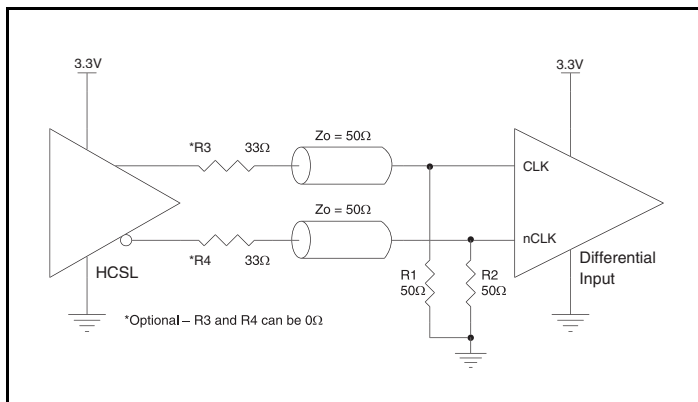 3.3V
3.3V
*R3 33Ω
Zo = 50Ω
CLK
Zo = 50Ω
nCLK
HCSL
*R4 33Ω
R1
50Ω
R2
50Ω
Differential
Input
*Optional – R3 and R4 can be 0Ω